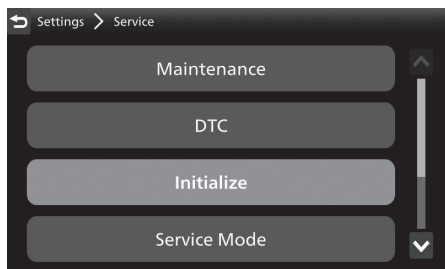 Settings > Service
Maintenance
DTC
Initialize
Service Mode